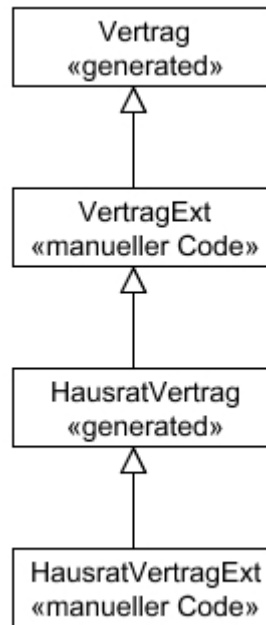 Vertrag
«generated»
VertragExt
«manueller Code»
HausratVertrag
«generated»
HausratVertragExt
«manueller Code»